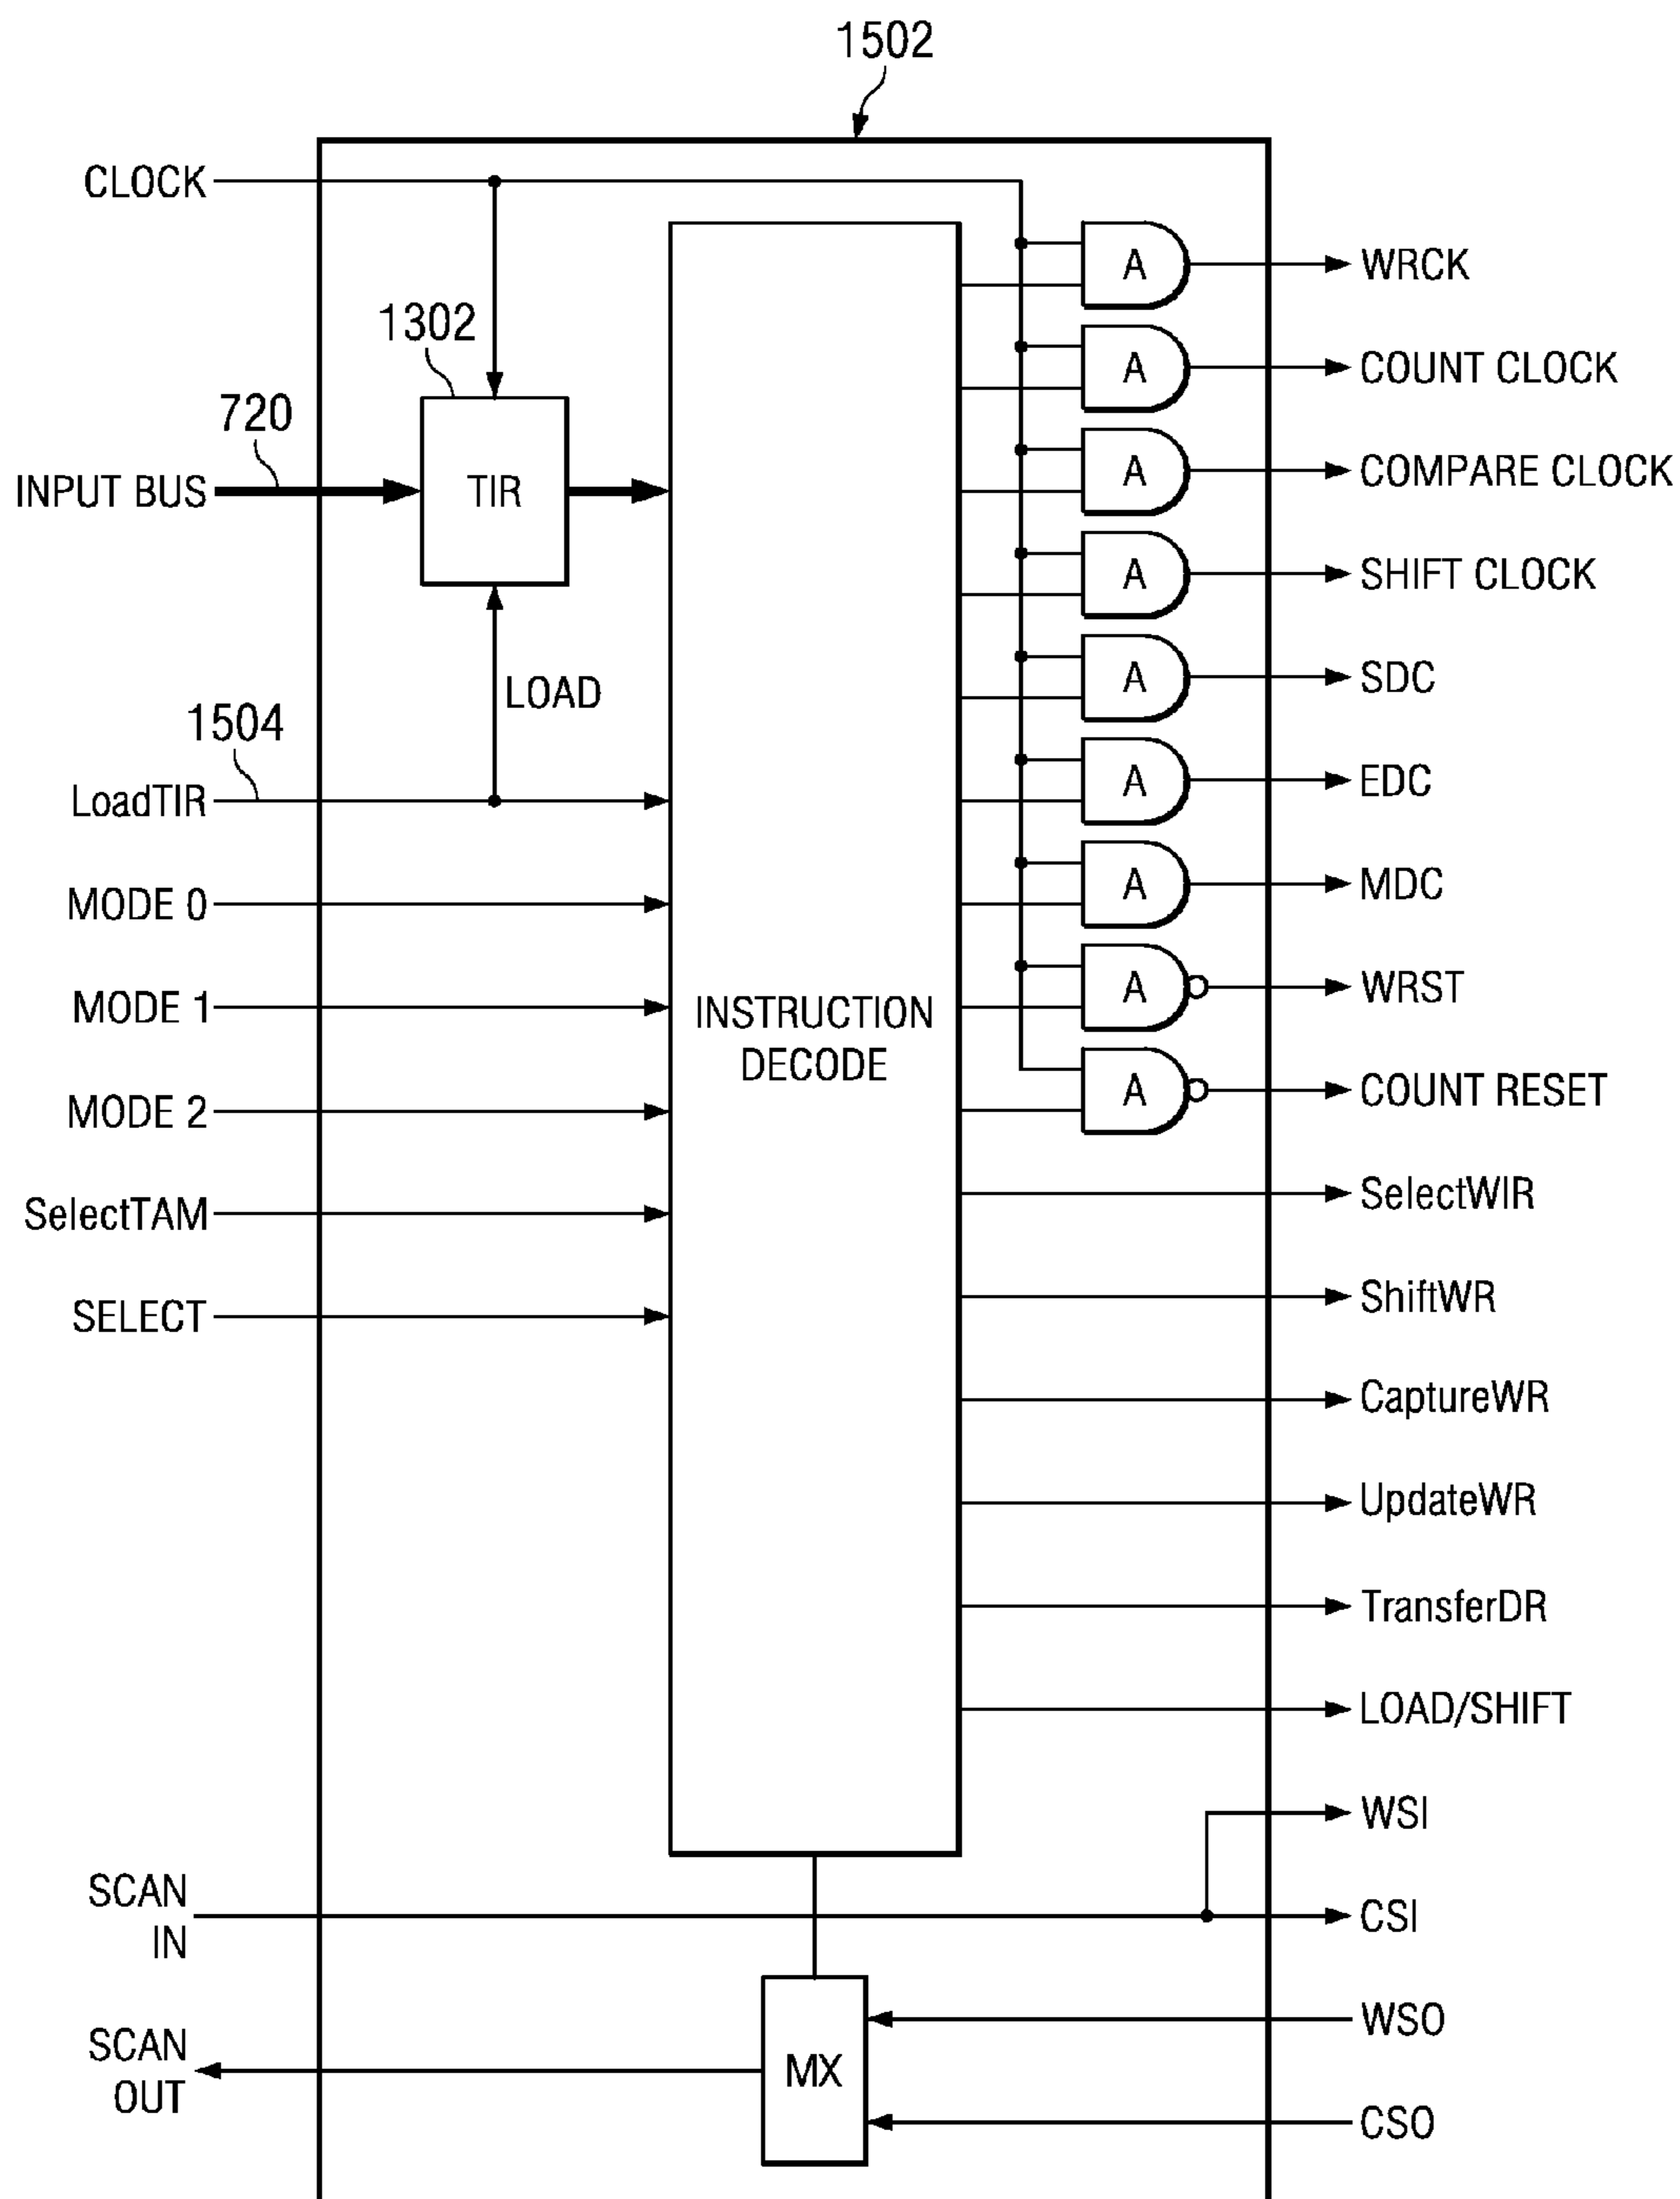 1502
CLOCK
A
WRCK
1302
A
COUNT CLOCK
720
INPUT BUS
TIR
A
COMPARE CLOCK
A
SHIFT CLOCK
LOAD
A
SDC
1504
LoadTIR
A
EDC
MODE 0
A
MDC
MODE 1
INSTRUCTION
DECODE
A
WRST
MODE 2
A
COUNT RESET
SelectTAM
SelectWIR
SELECT
ShiftWR
CaptureWR
UpdateWR
TransferDR
LOAD/SHIFT
WSI
SCAN
IN
CSI
WSO
SCAN
OUT
MX
CSO